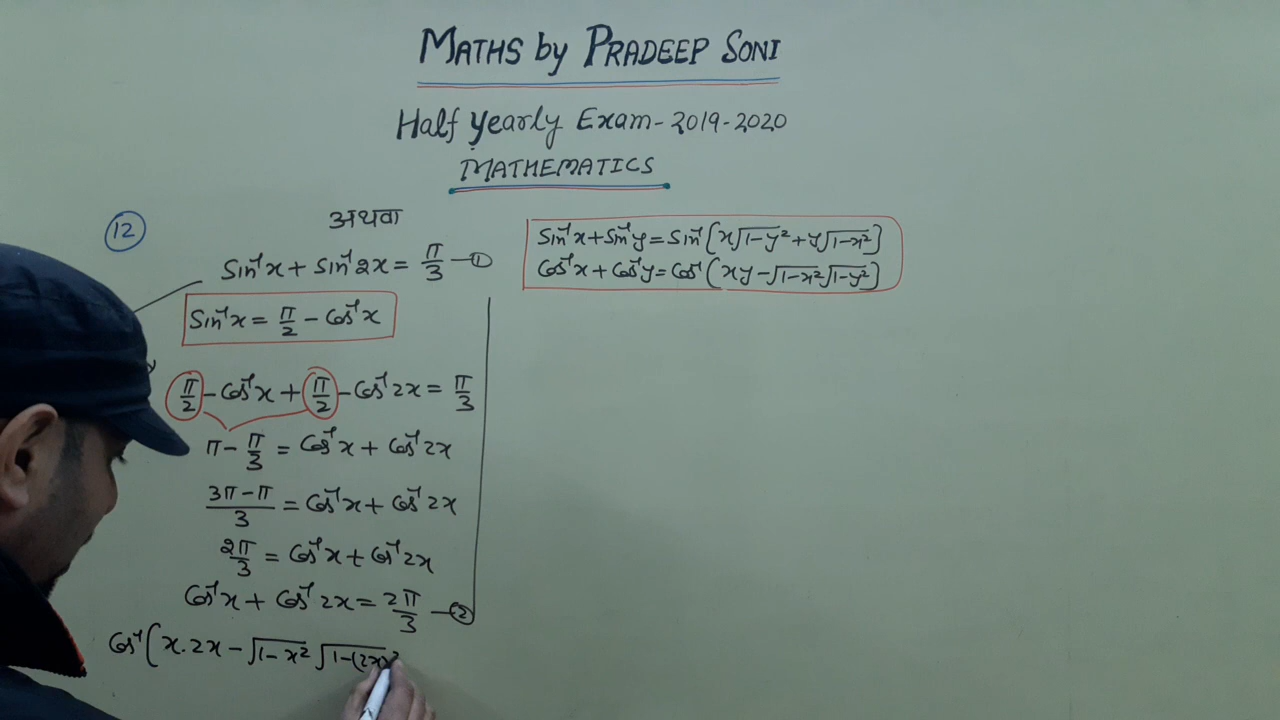 MATHS by PRADEEP SONI
Half Yearly Exam-2019-2020
MATHEMATICS
12
अथवा
Sin⁻¹x + Sin⁻¹2x = π/3 —①
Sin⁻¹x + Sin⁻¹y = Sin⁻¹[x√1-y² + y√1-x²]
Cos⁻¹x + Cos⁻¹y = Cos⁻¹[xy - √1-x² √1-y²]
Sin⁻¹x = π/2 - Cos⁻¹x
π/2 - Cos⁻¹x + π/2 - Cos⁻¹2x = π/3
π - π/3 = Cos⁻¹x + Cos⁻¹2x
3π-π/3 = Cos⁻¹x + Cos⁻¹2x
2π/3 = Cos⁻¹x + Cos⁻¹2x
Cos⁻¹x + Cos⁻¹2x = 2π/3 —②
Cos⁻¹[x.2x - √1-x² √1-(2x)²